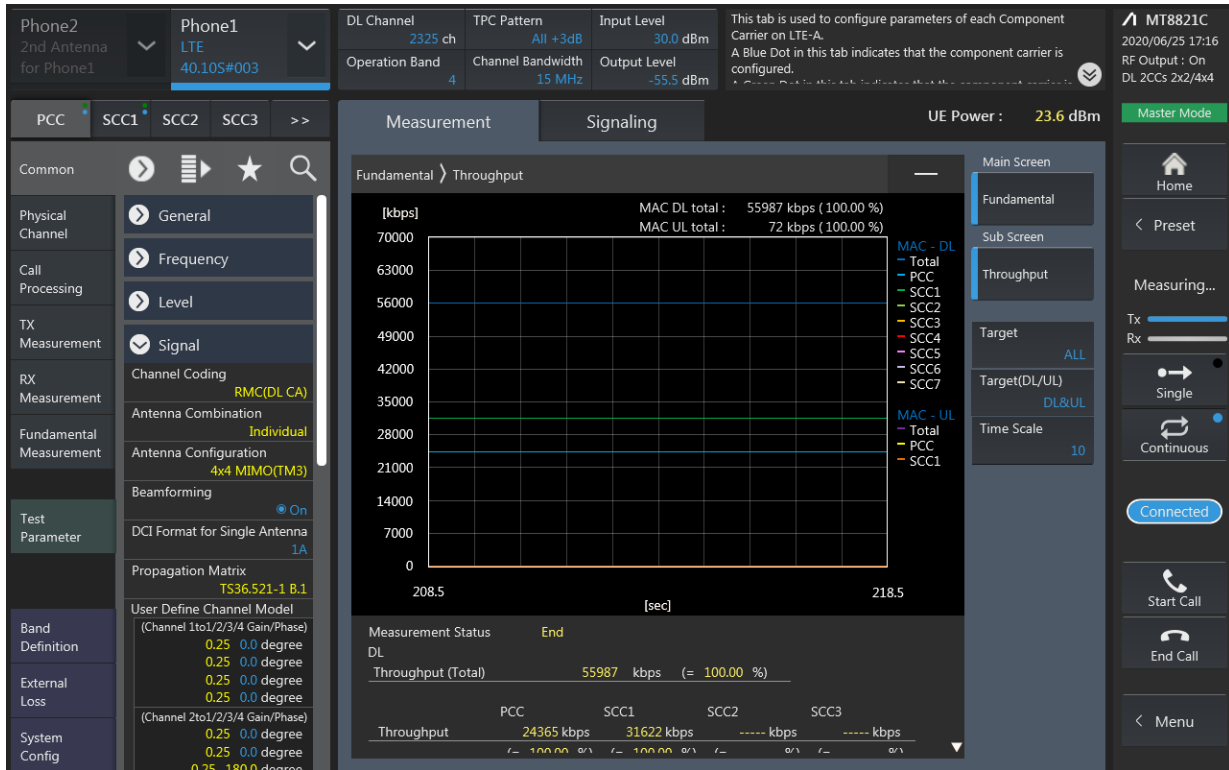 Phone2
2nd Antenna
for Phone1
Phone1
LTE
40.10S#003
DL Channel
2325 ch
TPC Pattern
All +3dB
Input Level
30.0 dBm
Operation Band
4
Channel Bandwidth
15 MHz
Output Level
-55.5 dBm
This tab is used to configure parameters of each Component
Carrier on LTE-A.
A Blue Dot in this tab indicates that the component carrier is
configured.
MT8821C
2020/06/25 17:16
RF Output : On
DL 2CCs 2x2/4x4
Master Mode
PCC SCC1 SCC2 SCC3 >>
Measurement
Signaling
UE Power : 23.6 dBm
Common
Physical
Channel
Call
Processing
TX
Measurement
RX
Measurement
Fundamental
Measurement
Test
Parameter
Band
Definition
External
Loss
System
Config
General
Frequency
Level
Signal
Channel Coding
RMC(DL CA)
Antenna Combination
Individual
Antenna Configuration
4x4 MIMO(TM3)
Beamforming
On
DCI Format for Single Antenna
1A
Propagation Matrix
TS36.521-1 B.1
User Define Channel Model
(Channel 1to1/2/3/4 Gain/Phase)
0.25 0.0 degree
0.25 0.0 degree
0.25 0.0 degree
0.25 0.0 degree
(Channel 2to1/2/3/4 Gain/Phase)
0.25 0.0 degree
0.25 0.0 degree
0.25 180.0 degree
Fundamental 〉 Throughput
[kbps]
MAC DL total : 55987 kbps ( 100.00 %)
MAC UL total : 72 kbps ( 100.00 %)
70000
63000
56000
49000
42000
35000
28000
21000
14000
7000
0
208.5
218.5
[sec]
MAC - DL
Total
PCC
SCC1
SCC2
SCC3
SCC4
SCC5
SCC6
SCC7
MAC - UL
Total
PCC
SCC1
Measurement Status End
DL
Throughput (Total) 55987 kbps (= 100.00 %)
PCC SCC1 SCC2 SCC3
Throughput 24365 kbps 31622 kbps ----- kbps ----- kbps
(= 100.00 %) (= 100.00 %) (= %) (= %)
Main Screen
Fundamental
Sub Screen
Throughput
Target
ALL
Target(DL/UL)
DL&UL
Time Scale
10
Home
< Preset
Measuring...
Tx
Rx
Single
Continuous
Connected
Start Call
End Call
< Menu